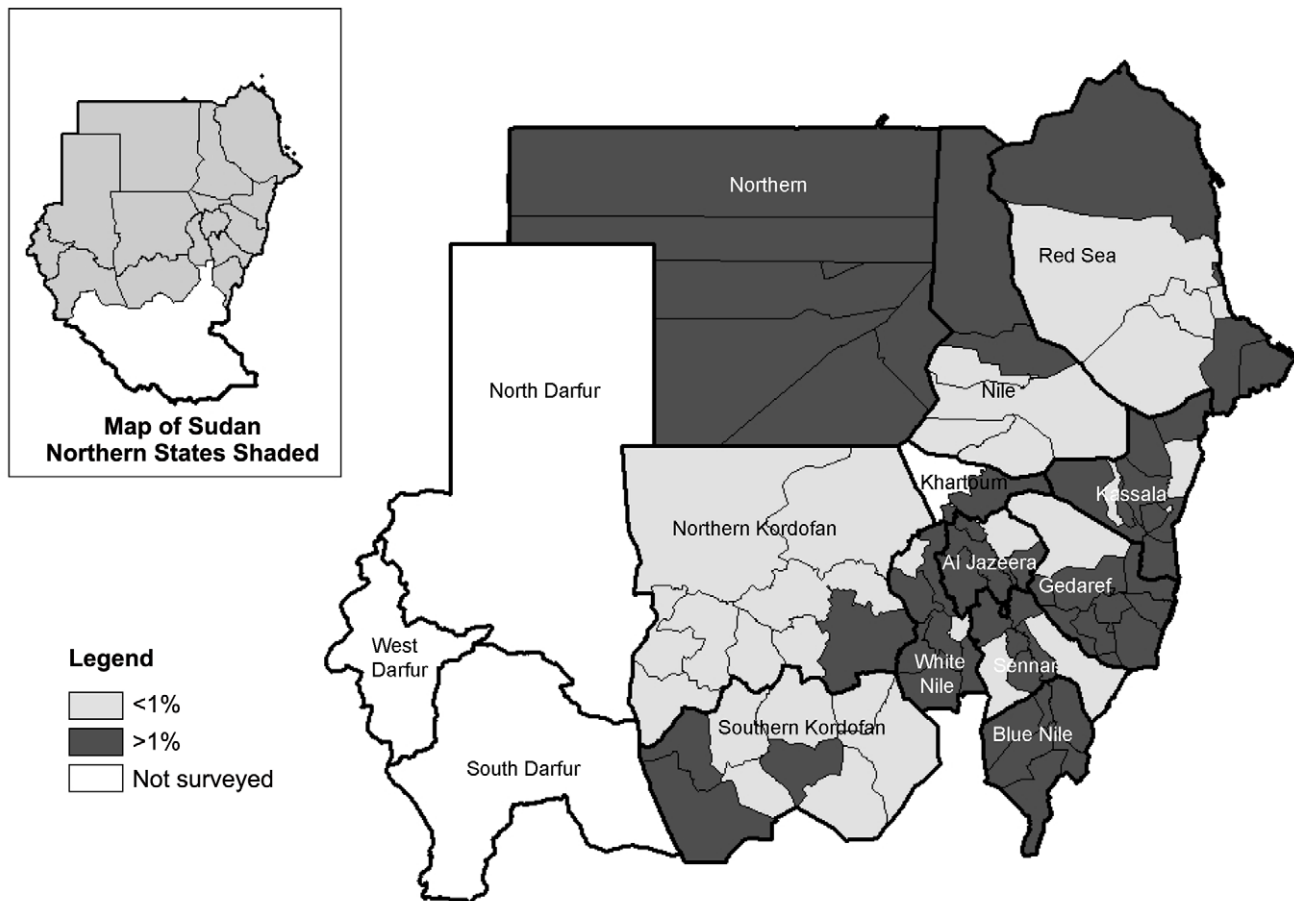 Map of Sudan
Northern States Shaded
Northern
Red Sea
North Darfur
Nile
Khartoum
Kassala
Northern Kordofan
Al Jazeera
Gedaref
West
Darfur
White
Nile
Sennar
Southern Kordofan
Blue Nile
South Darfur
Legend
<1%
>1%
Not surveyed